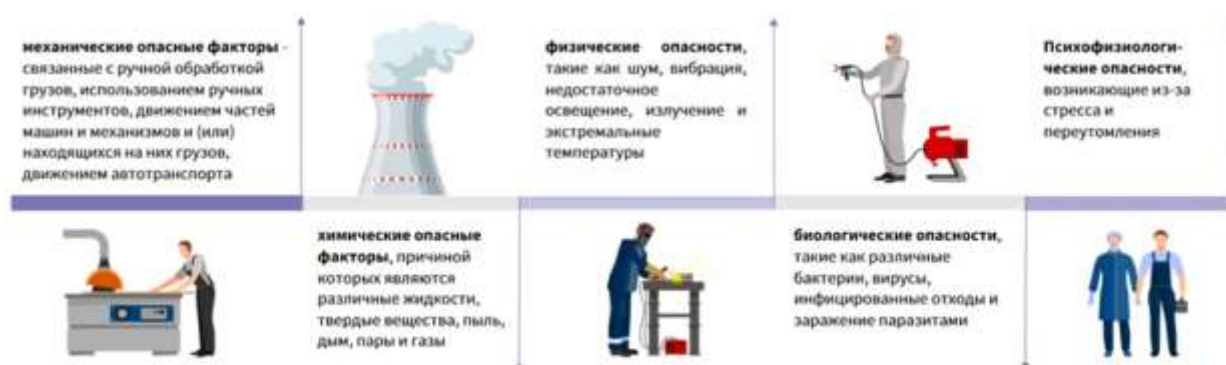 механические опасные факторы -
связанные с ручной обработкой
грузов, использованием ручных
инструментов, движением частей
машин и механизмов и (или)
находящихся на них грузов,
движением автотранспорта
химические опасные
факторы, причиной
которых являются
различные жидкости,
твердые вещества, пыль,
дым, пары и газы
физические опасности,
такие как шум, вибрация,
недостаточное
освещение, излучение и
экстремальные
температуры
биологические опасности,
такие как различные
бактерии, вирусы,
инфицированные отходы и
заражение паразитами
Психофизиологи-
ческие опасности,
возникающие из-за
стресса и
переутомления